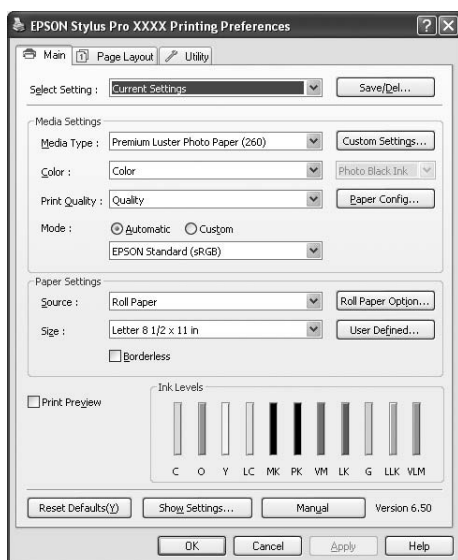 EPSON Stylus Pro XXXX Printing Preferences
Main Page Layout Utility
Select Setting : Current Settings Save/Del...
Media Settings
Media Type : Premium Luster Photo Paper (260) Custom Settings...
Color : Color Photo Black Ink
Print Quality : Quality Paper Config...
Mode : Automatic Custom
EPSON Standard (sRGB)
Paper Settings
Source : Roll Paper Roll Paper Option...
Size : Letter 8 1/2 x 11 in User Defined...
Borderless
Print Preview
Ink Levels
C O Y LC MK PK VM LK G LLK VLM
Reset Defaults(Y) Show Settings... Manual Version 6.50
OK Cancel Apply Help